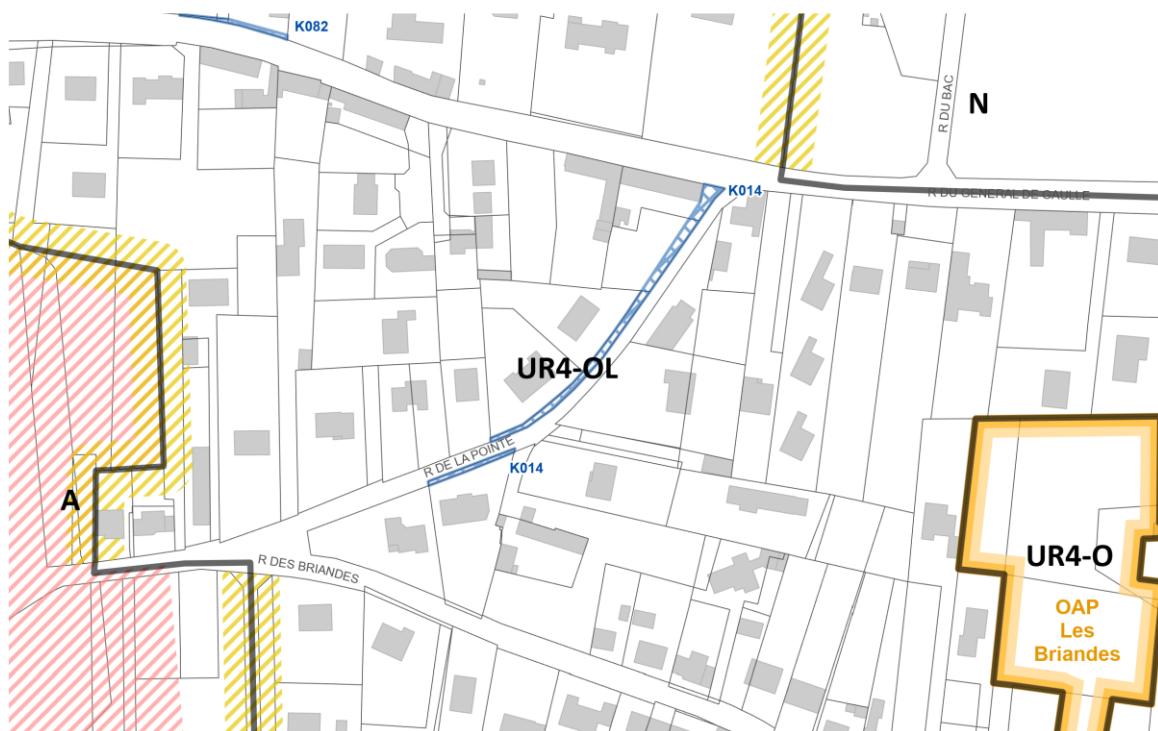 K082
N
R DU BAC
K014
R DU GENERAL DE GAULLE
UR4-OL
R DE LA POINTE
K014
A
R DES BRIANDES
UR4-O
OAP
Les
Briandes